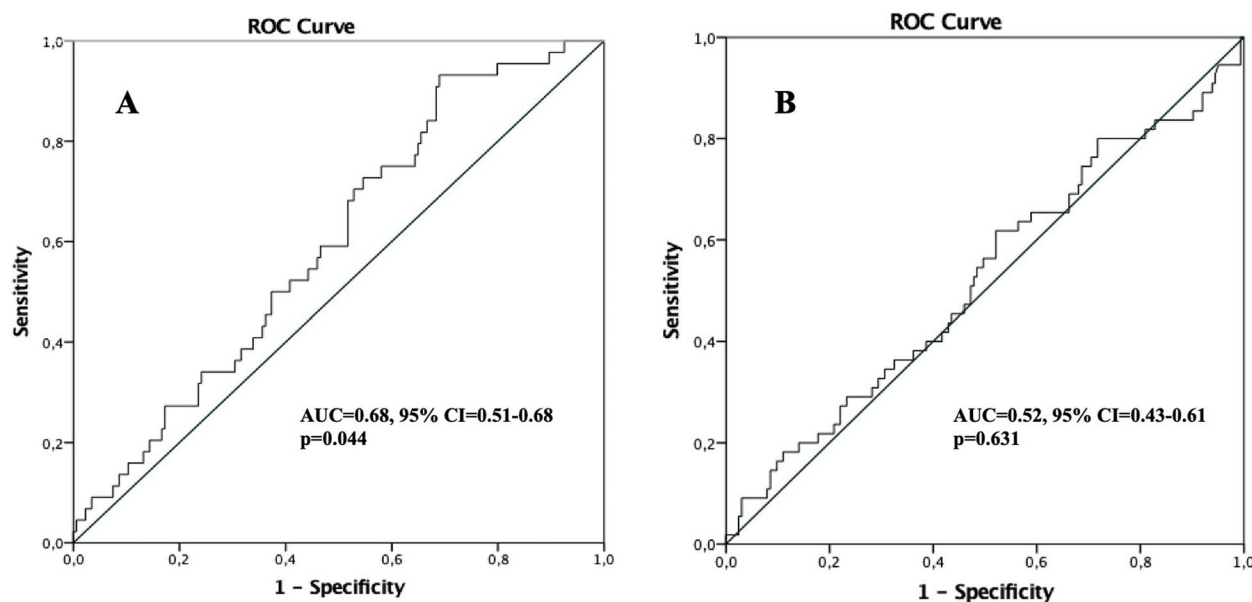 ROC Curve
A
1,0
0,8
0,6
0,4
0,2
0,0
Sensitivity
AUC=0.68, 95% CI=0.51-0.68
p=0.044
0,0 0,2 0,4 0,6 0,8 1,0
1 – Specificity
ROC Curve
B
1,0
0,8
0,6
0,4
0,2
0,0
Sensitivity
AUC=0.52, 95% CI=0.43-0.61
p=0.631
0,0 0,2 0,4 0,6 0,8 1,0
1 – Specificity